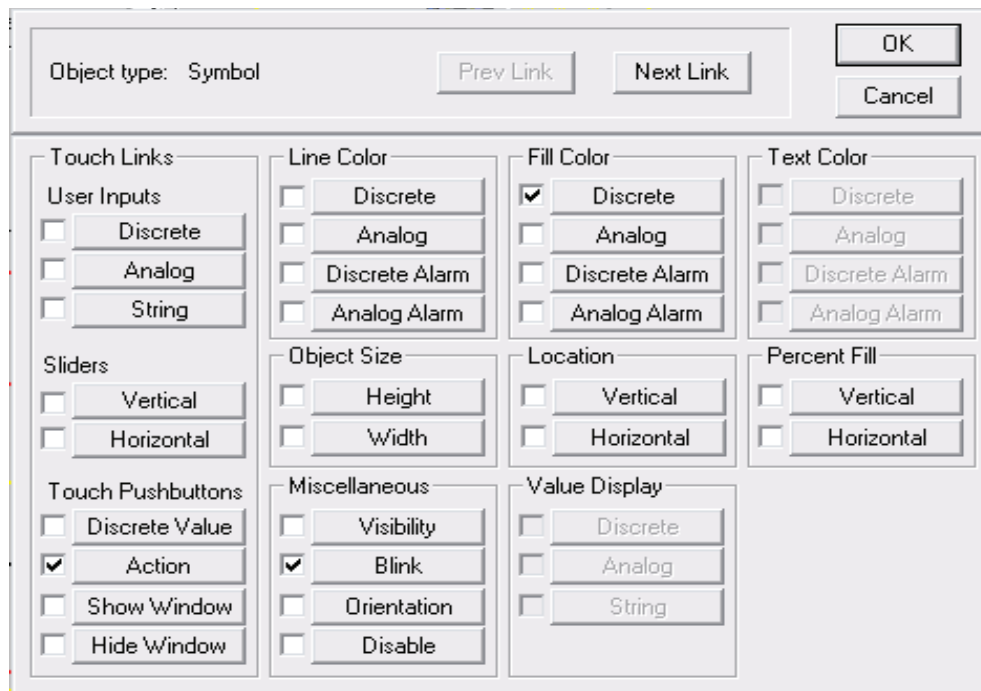 Object type: Symbol
Prev Link
Next Link
OK
Cancel
Touch Links
User Inputs
Discrete
Analog
String
Sliders
Vertical
Horizontal
Touch Pushbuttons
Discrete Value
Action
Show Window
Hide Window
Line Color
Discrete
Analog
Discrete Alarm
Analog Alarm
Object Size
Height
Width
Miscellaneous
Visibility
Blink
Orientation
Disable
Fill Color
Discrete
Analog
Discrete Alarm
Analog Alarm
Location
Vertical
Horizontal
Value Display
Discrete
Analog
String
Text Color
Discrete
Analog
Discrete Alarm
Analog Alarm
Percent Fill
Vertical
Horizontal